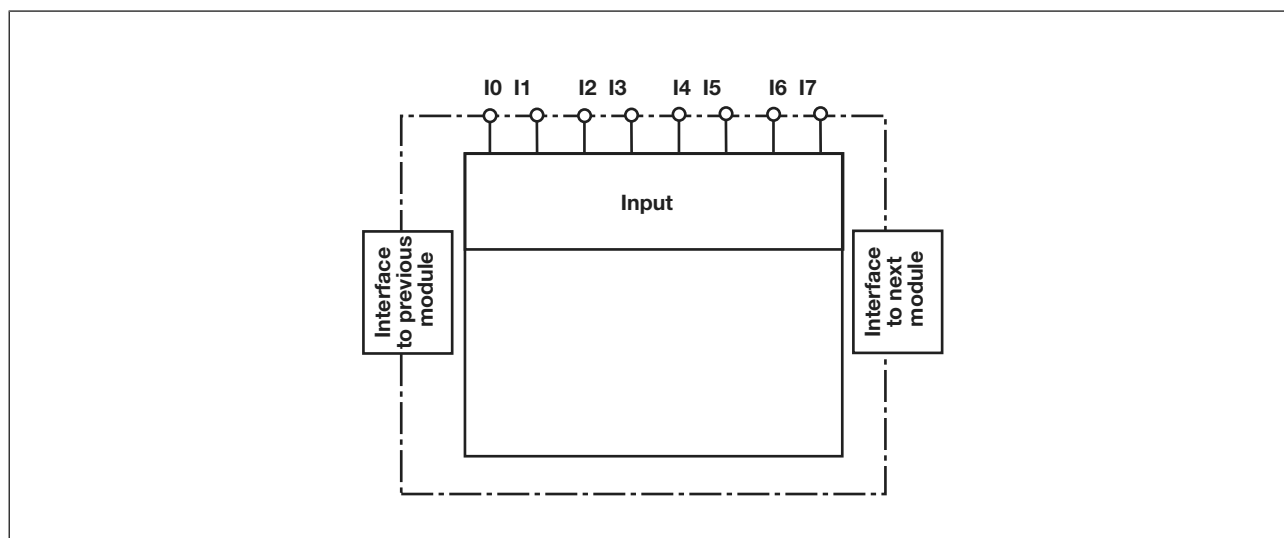 I0 I1 I2 I3 I4 I5 I6 I7
Input
Interface
to previous
module
Interface
to next
module